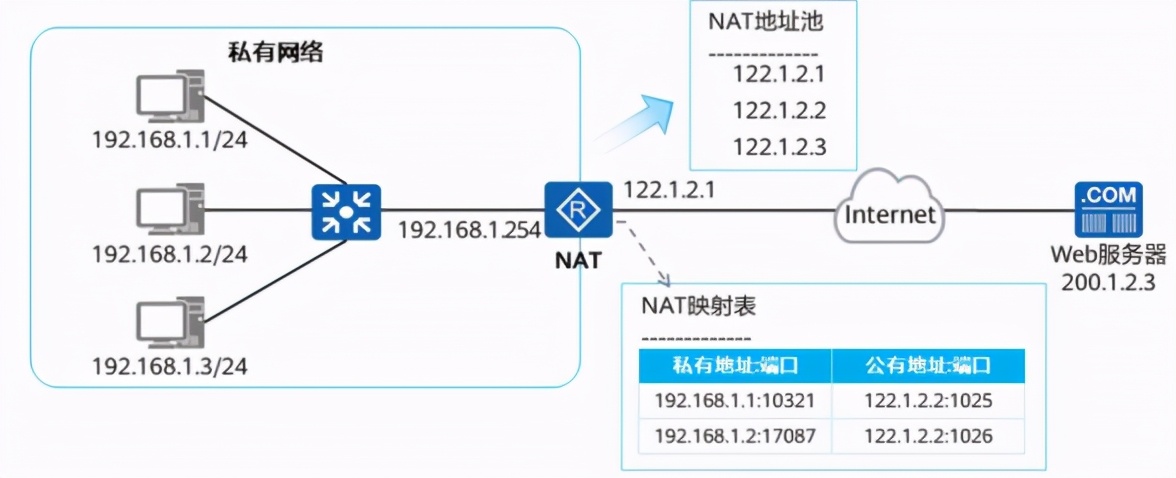 私有网络
192.168.1.1/24
192.168.1.2/24
192.168.1.3/24
192.168.1.254
R
NAT
122.1.2.1
NAT地址池
-------------
122.1.2.1
122.1.2.2
122.1.2.3
Internet
.COM
Web服务器
200.1.2.3
NAT映射表
-------------
私有地址:端口 公有地址:端口
192.168.1.1:10321 122.1.2.2:1025
192.168.1.2:17087 122.1.2.2:1026